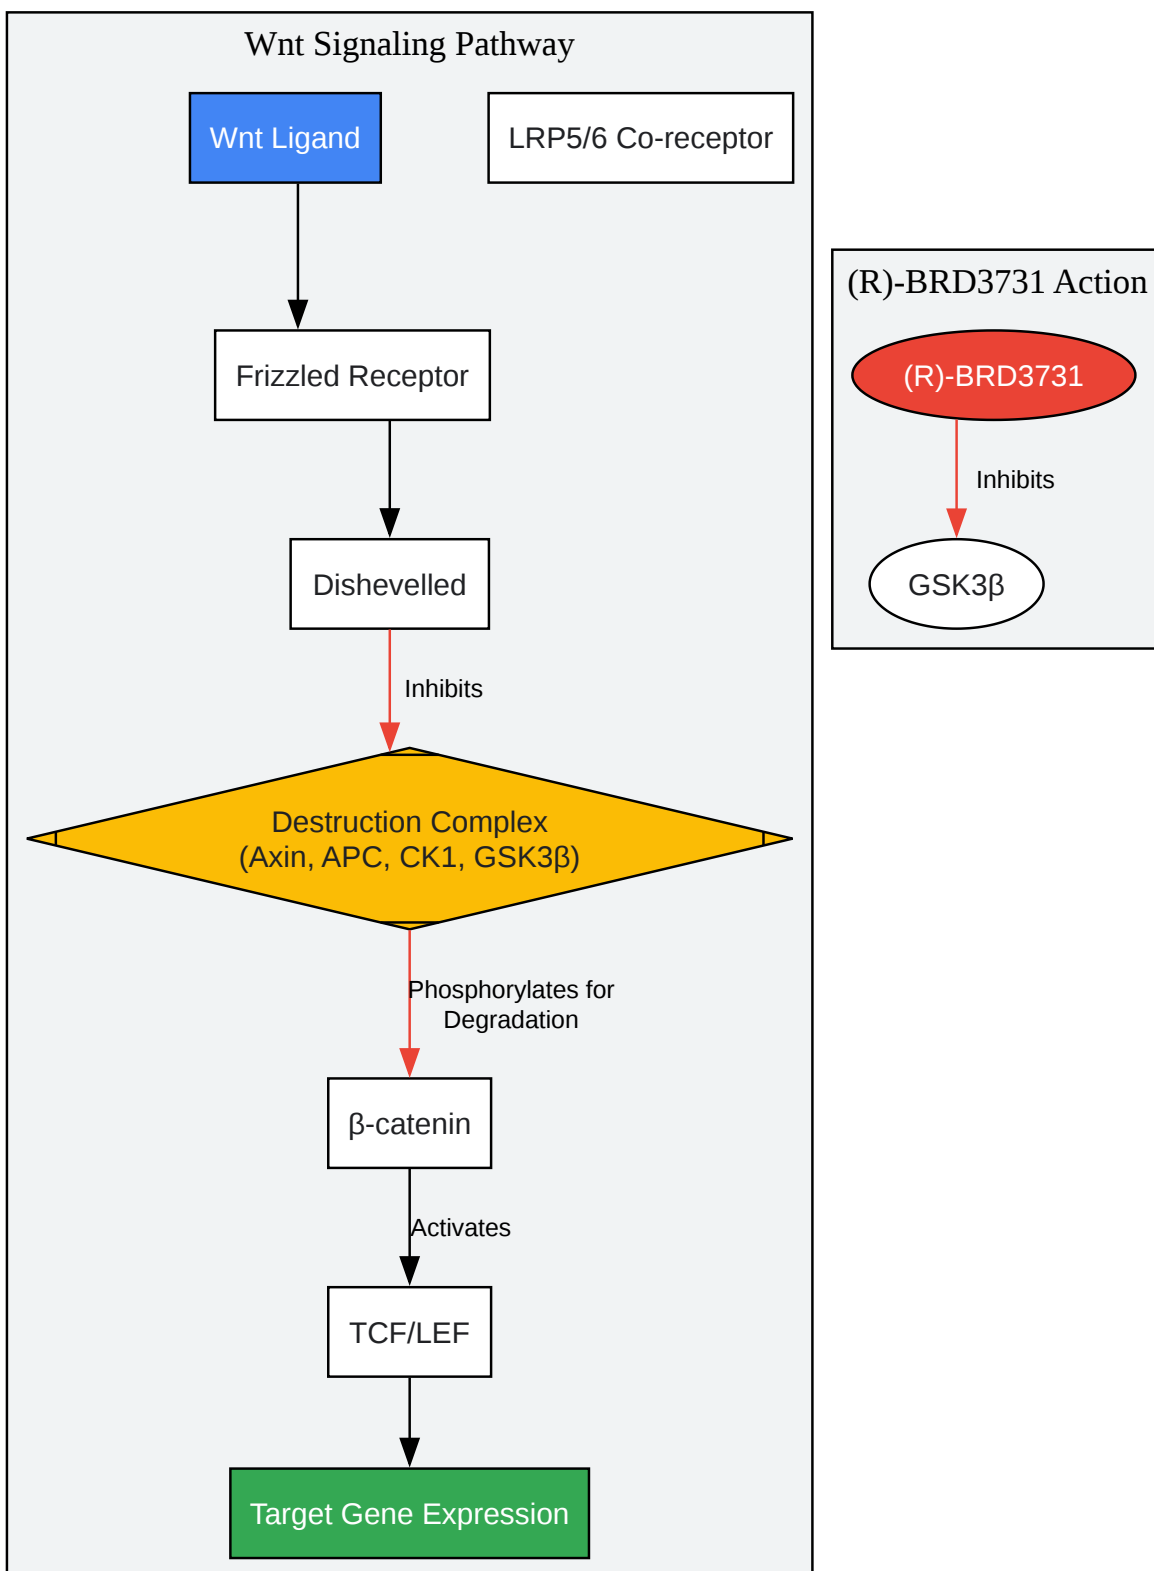 Wnt Signaling Pathway
Wnt Ligand
LRP5/6 Co-receptor
Frizzled Receptor
Dishevelled
Inhibits
Destruction Complex
(Axin, APC, CK1, GSK3β)
Phosphorylates for
Degradation
β-catenin
Activates
TCF/LEF
Target Gene Expression
(R)-BRD3731 Action
(R)-BRD3731
Inhibits
GSK3β